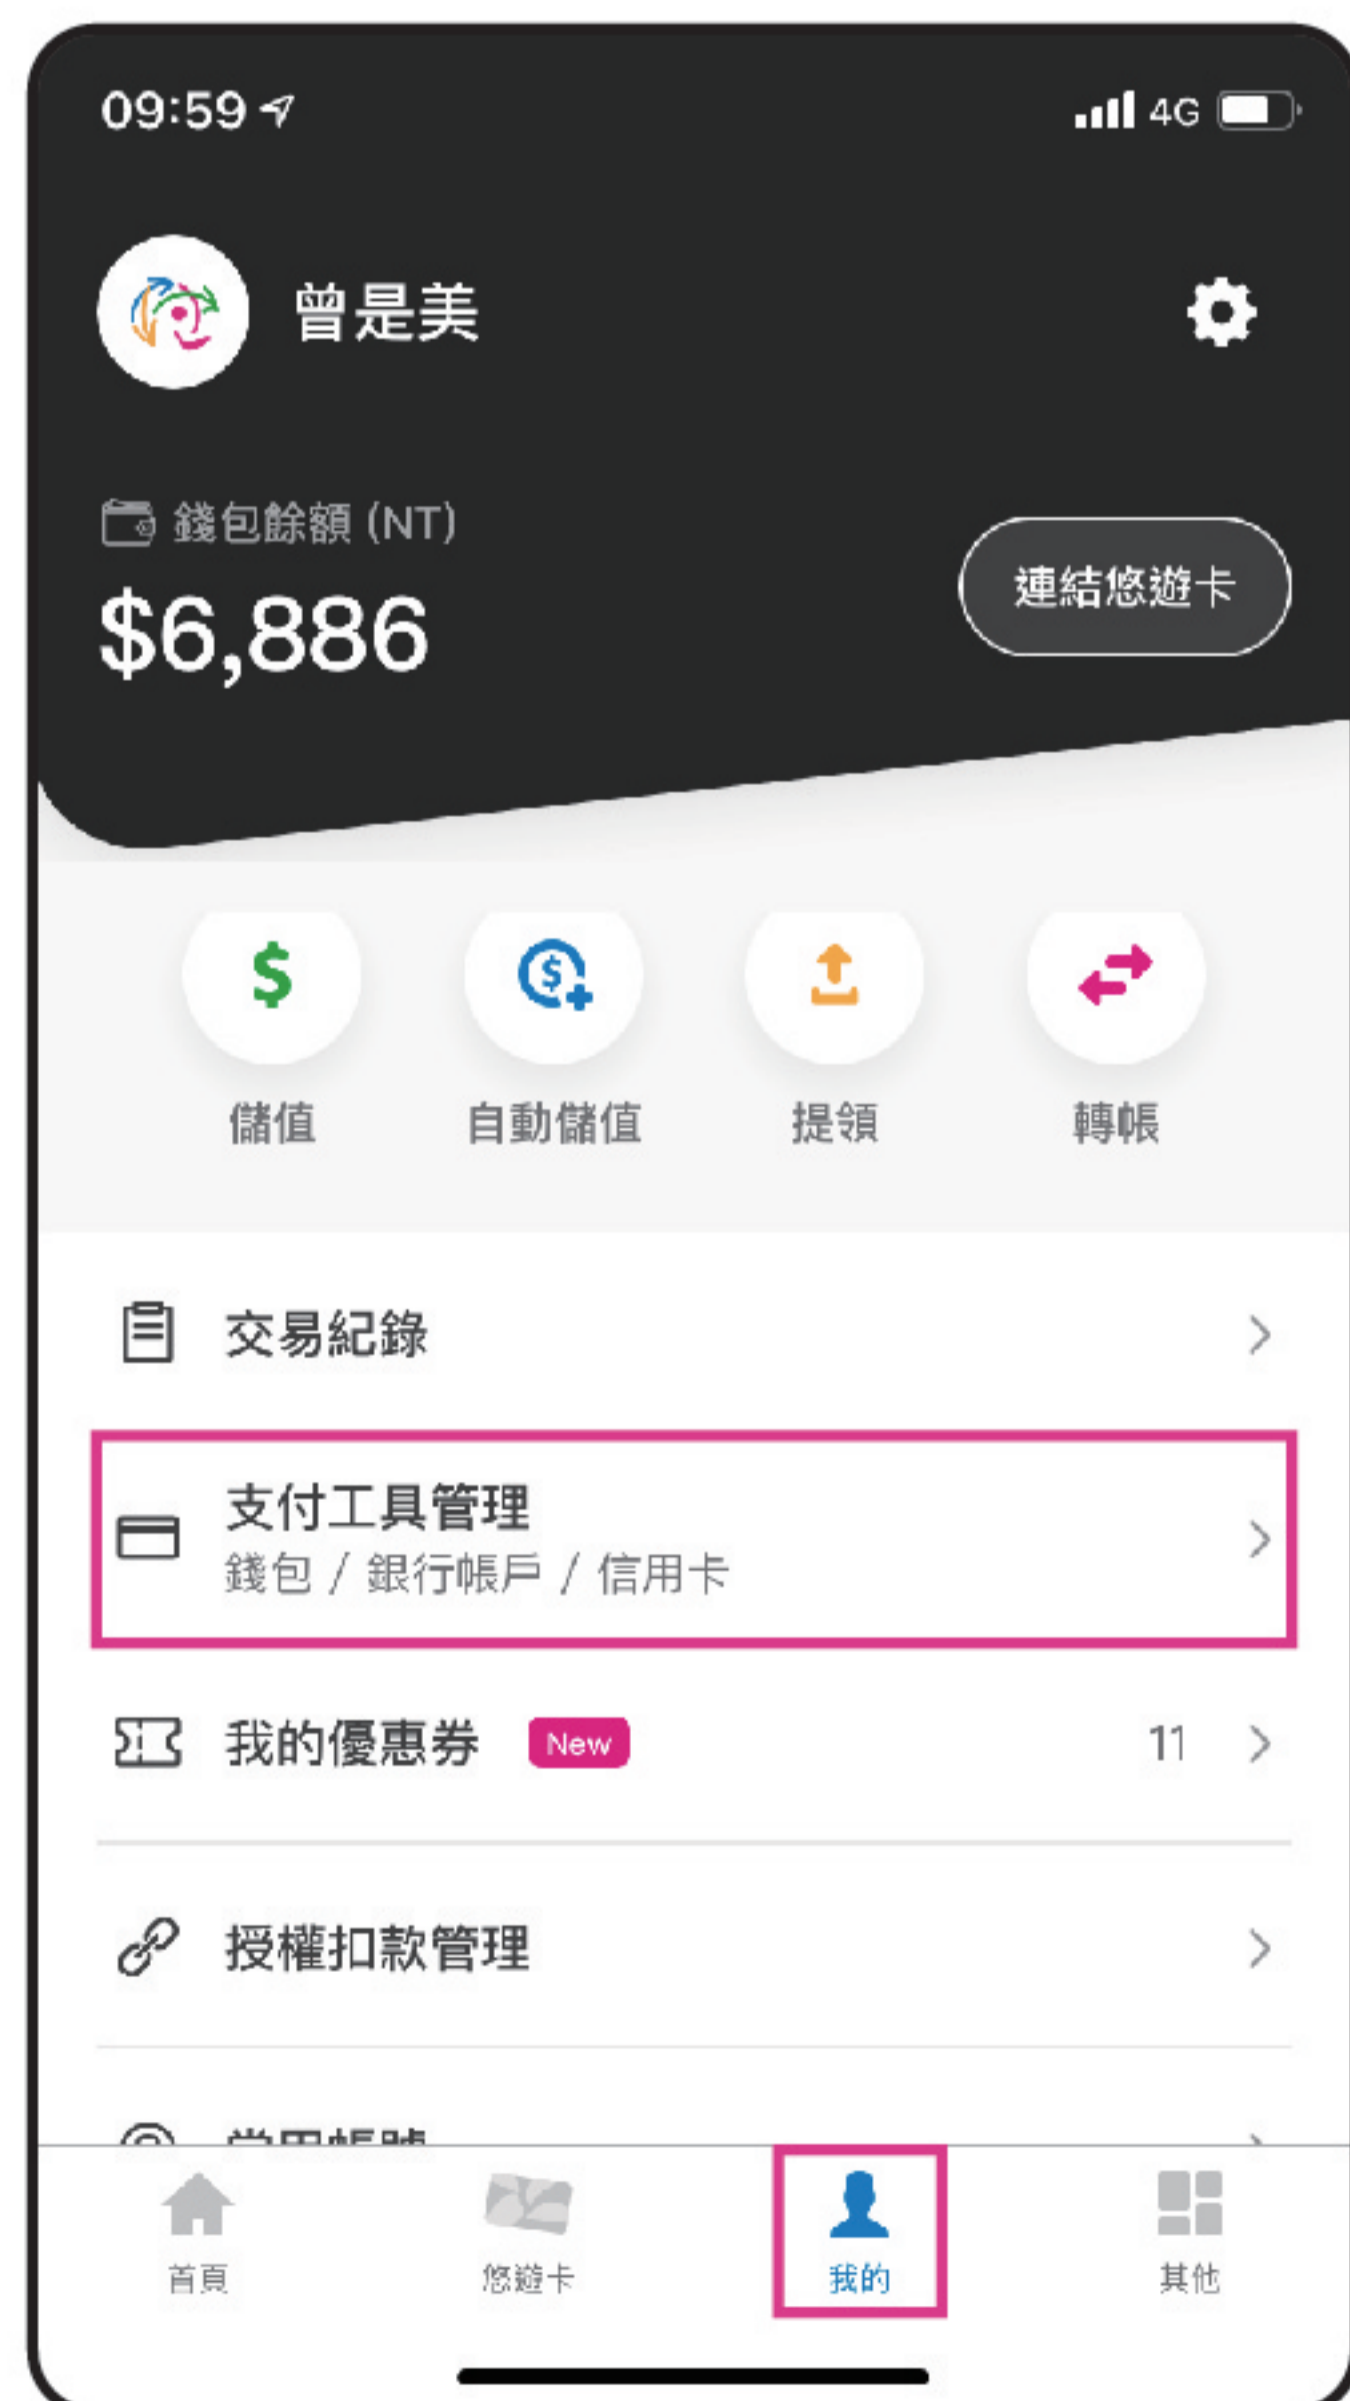 09:59
4G
曾是美
錢包餘額 (NT)
$6,886
連結悠遊卡
儲值
自動儲值
提領
轉帳
交易紀錄
支付工具管理
錢包 / 銀行帳戶 / 信用卡
我的優惠券
New
11
授權扣款管理
首頁
悠遊卡
我的
其他